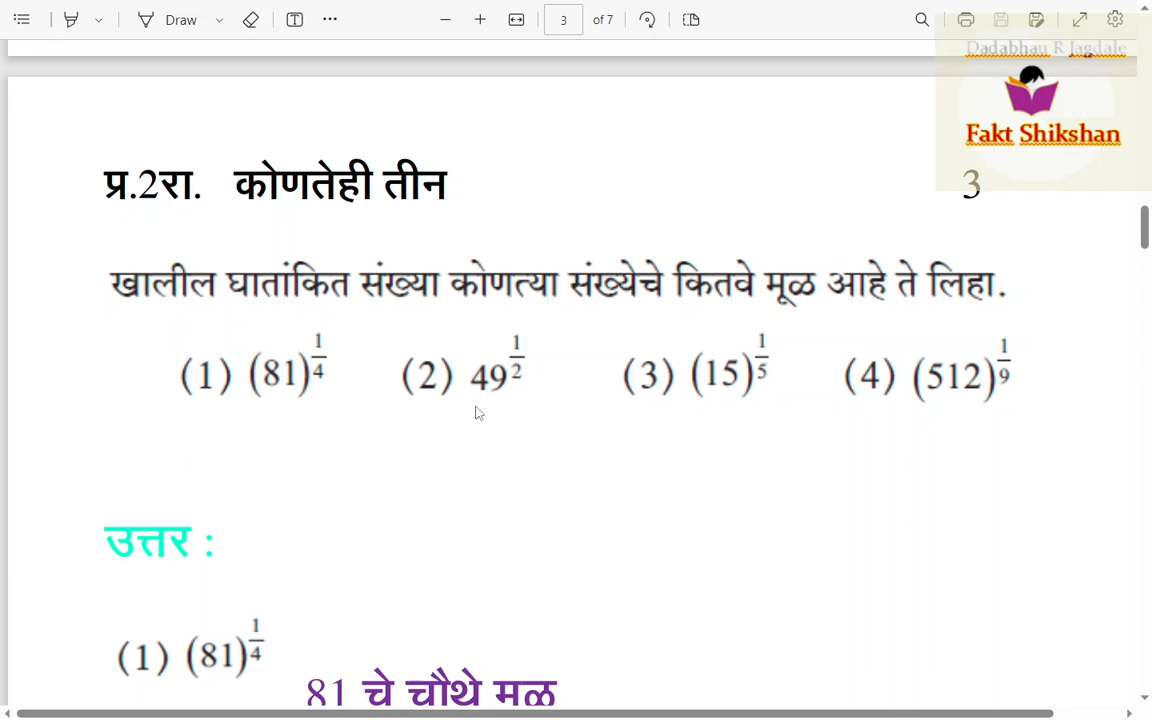 Draw
3 of 7
Dadabhau R Jagdale
Fakt Shikshan
प्र.2रा. कोणतेही तीन 3
खालील घातांकित संख्या कोणत्या संख्येचे कितवे मूळ आहे ते लिहा.
(1) (81)^{1/4} (2) 49^{1/2} (3) (15)^{1/5} (4) (512)^{1/9}
उत्तर :
(1) (81)^{1/4}
81 चे चौथे मूळ